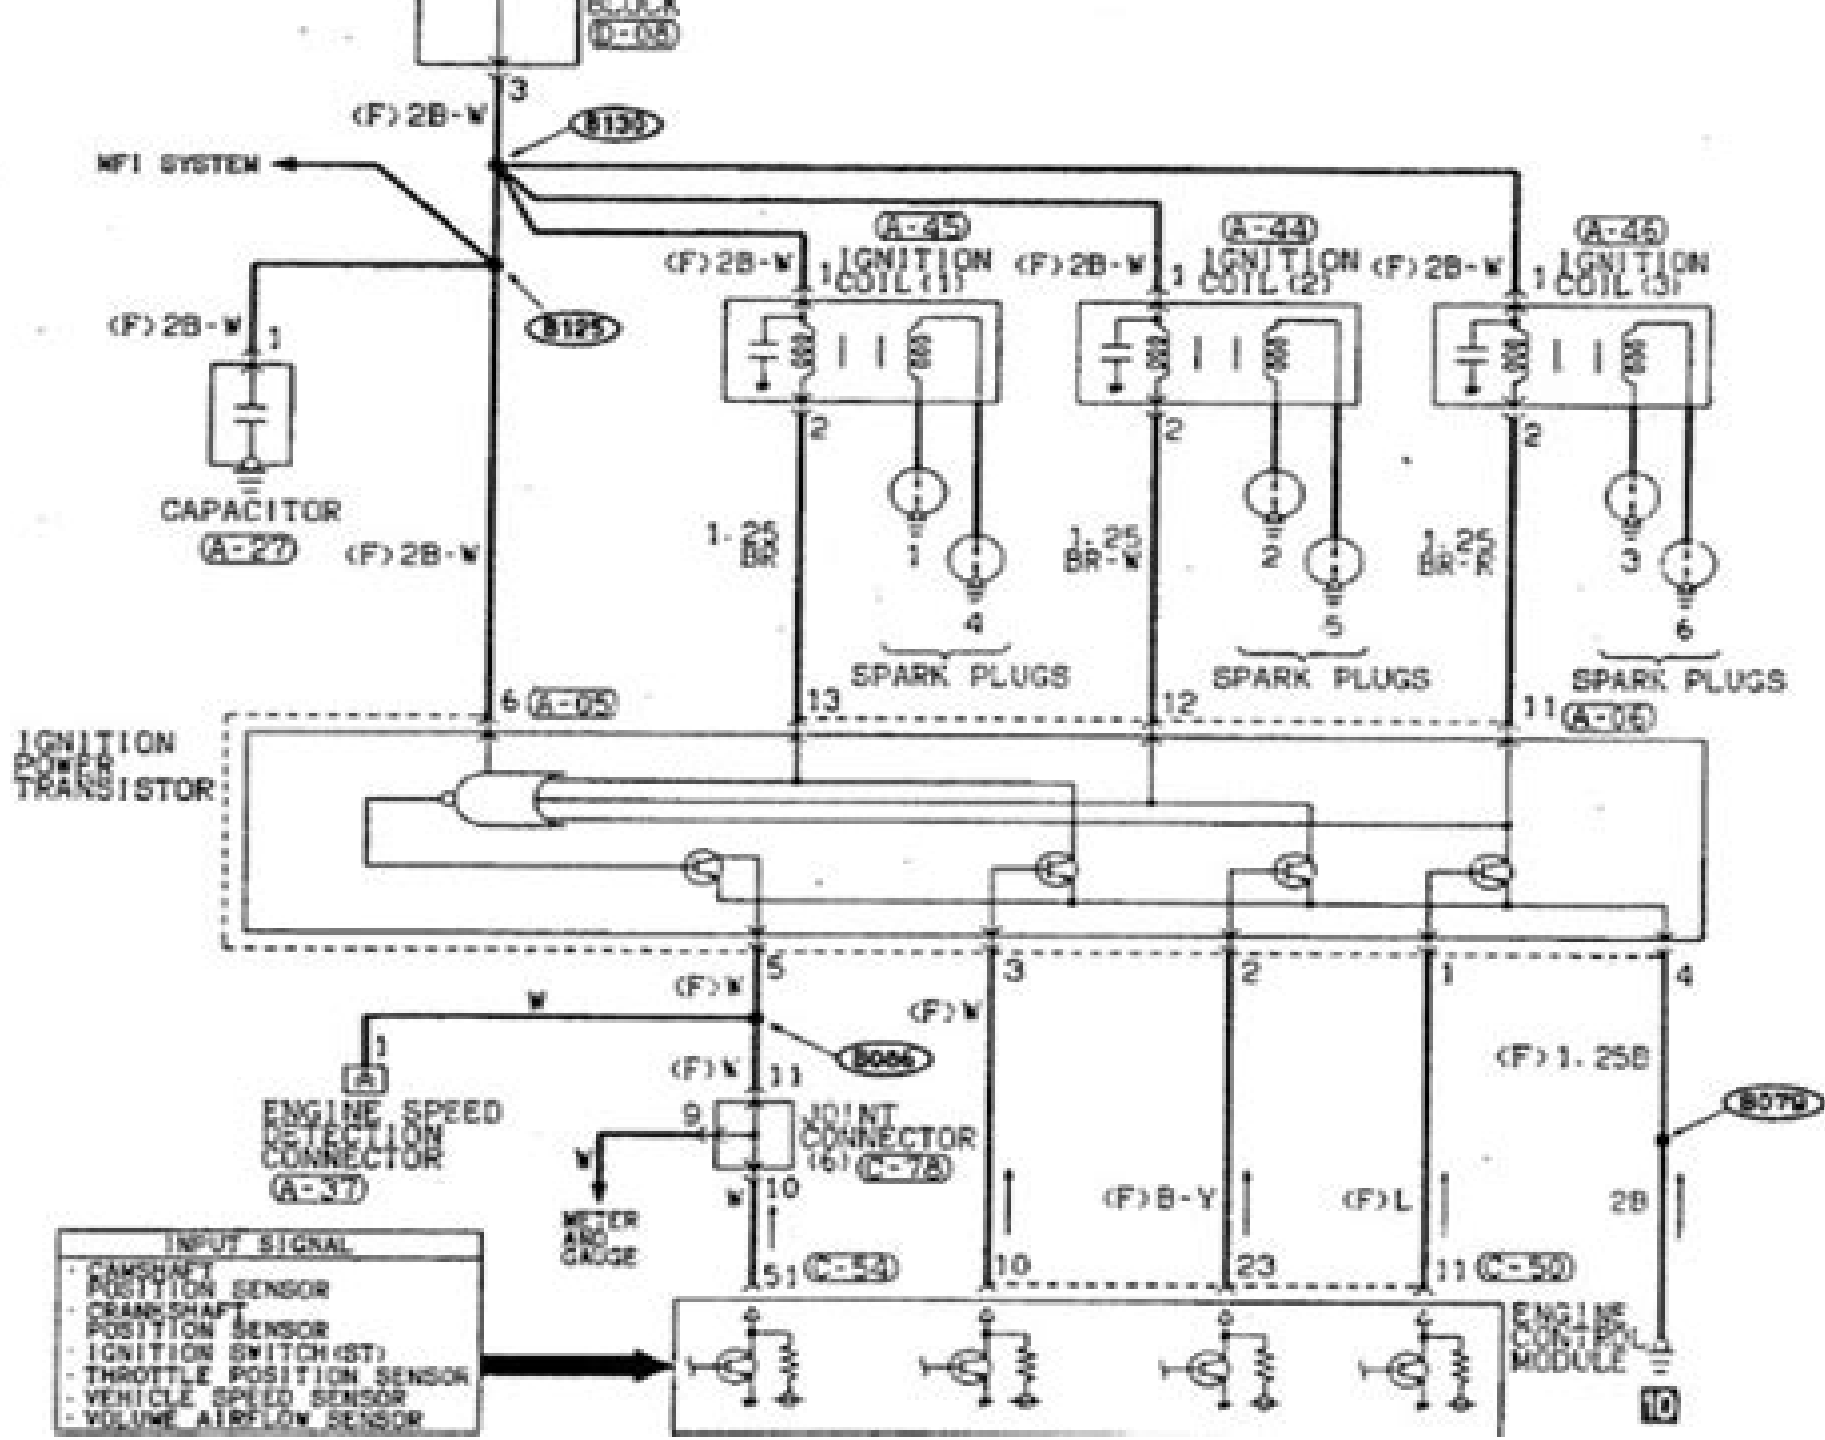 BLOCK
D-08
3
(F)2B-W
B130
MFI SYSTEM
A-45
IGNITION
COIL(1)
(F)2B-W
1
A-44
IGNITION
COIL(2)
(F)2B-W
1
A-46
IGNITION
COIL(3)
(F)2B-W
1
(F)2B-W
1
B125
2
2
2
CAPACITOR
A-27
(F)2B-W
1.25
BR
1.25
BR-W
1.25
1
4
2
5
3
6
SPARK PLUGS
SPARK PLUGS
SPARK PLUGS
6
A-05
13
12
11
A-06
IGNITION
POWER
TRANSISTOR
5
3
2
1
4
(F)W
W
(F)W
1
A
B086
(F)W
11
(F)1.25B
ENGINE SPEED
DETECTION
CONNECTOR
A-37
9
JOINT
CONNECTOR
(6)
C-78
W
METER
AND
GAUGE
W
10
(F)B-Y
(F)L
2B
51
C-54
10
23
11
C-50
INPUT SIGNAL
· CAMSHAFT
POSITION SENSOR
· CRANKSHAFT
POSITION SENSOR
· IGNITION SWITCH(ST)
· THROTTLE POSITION SENSOR
· VEHICLE SPEED SENSOR
· VOLUME AIRFLOW SENSOR
ENGINE
CONTROL
MODULE
10